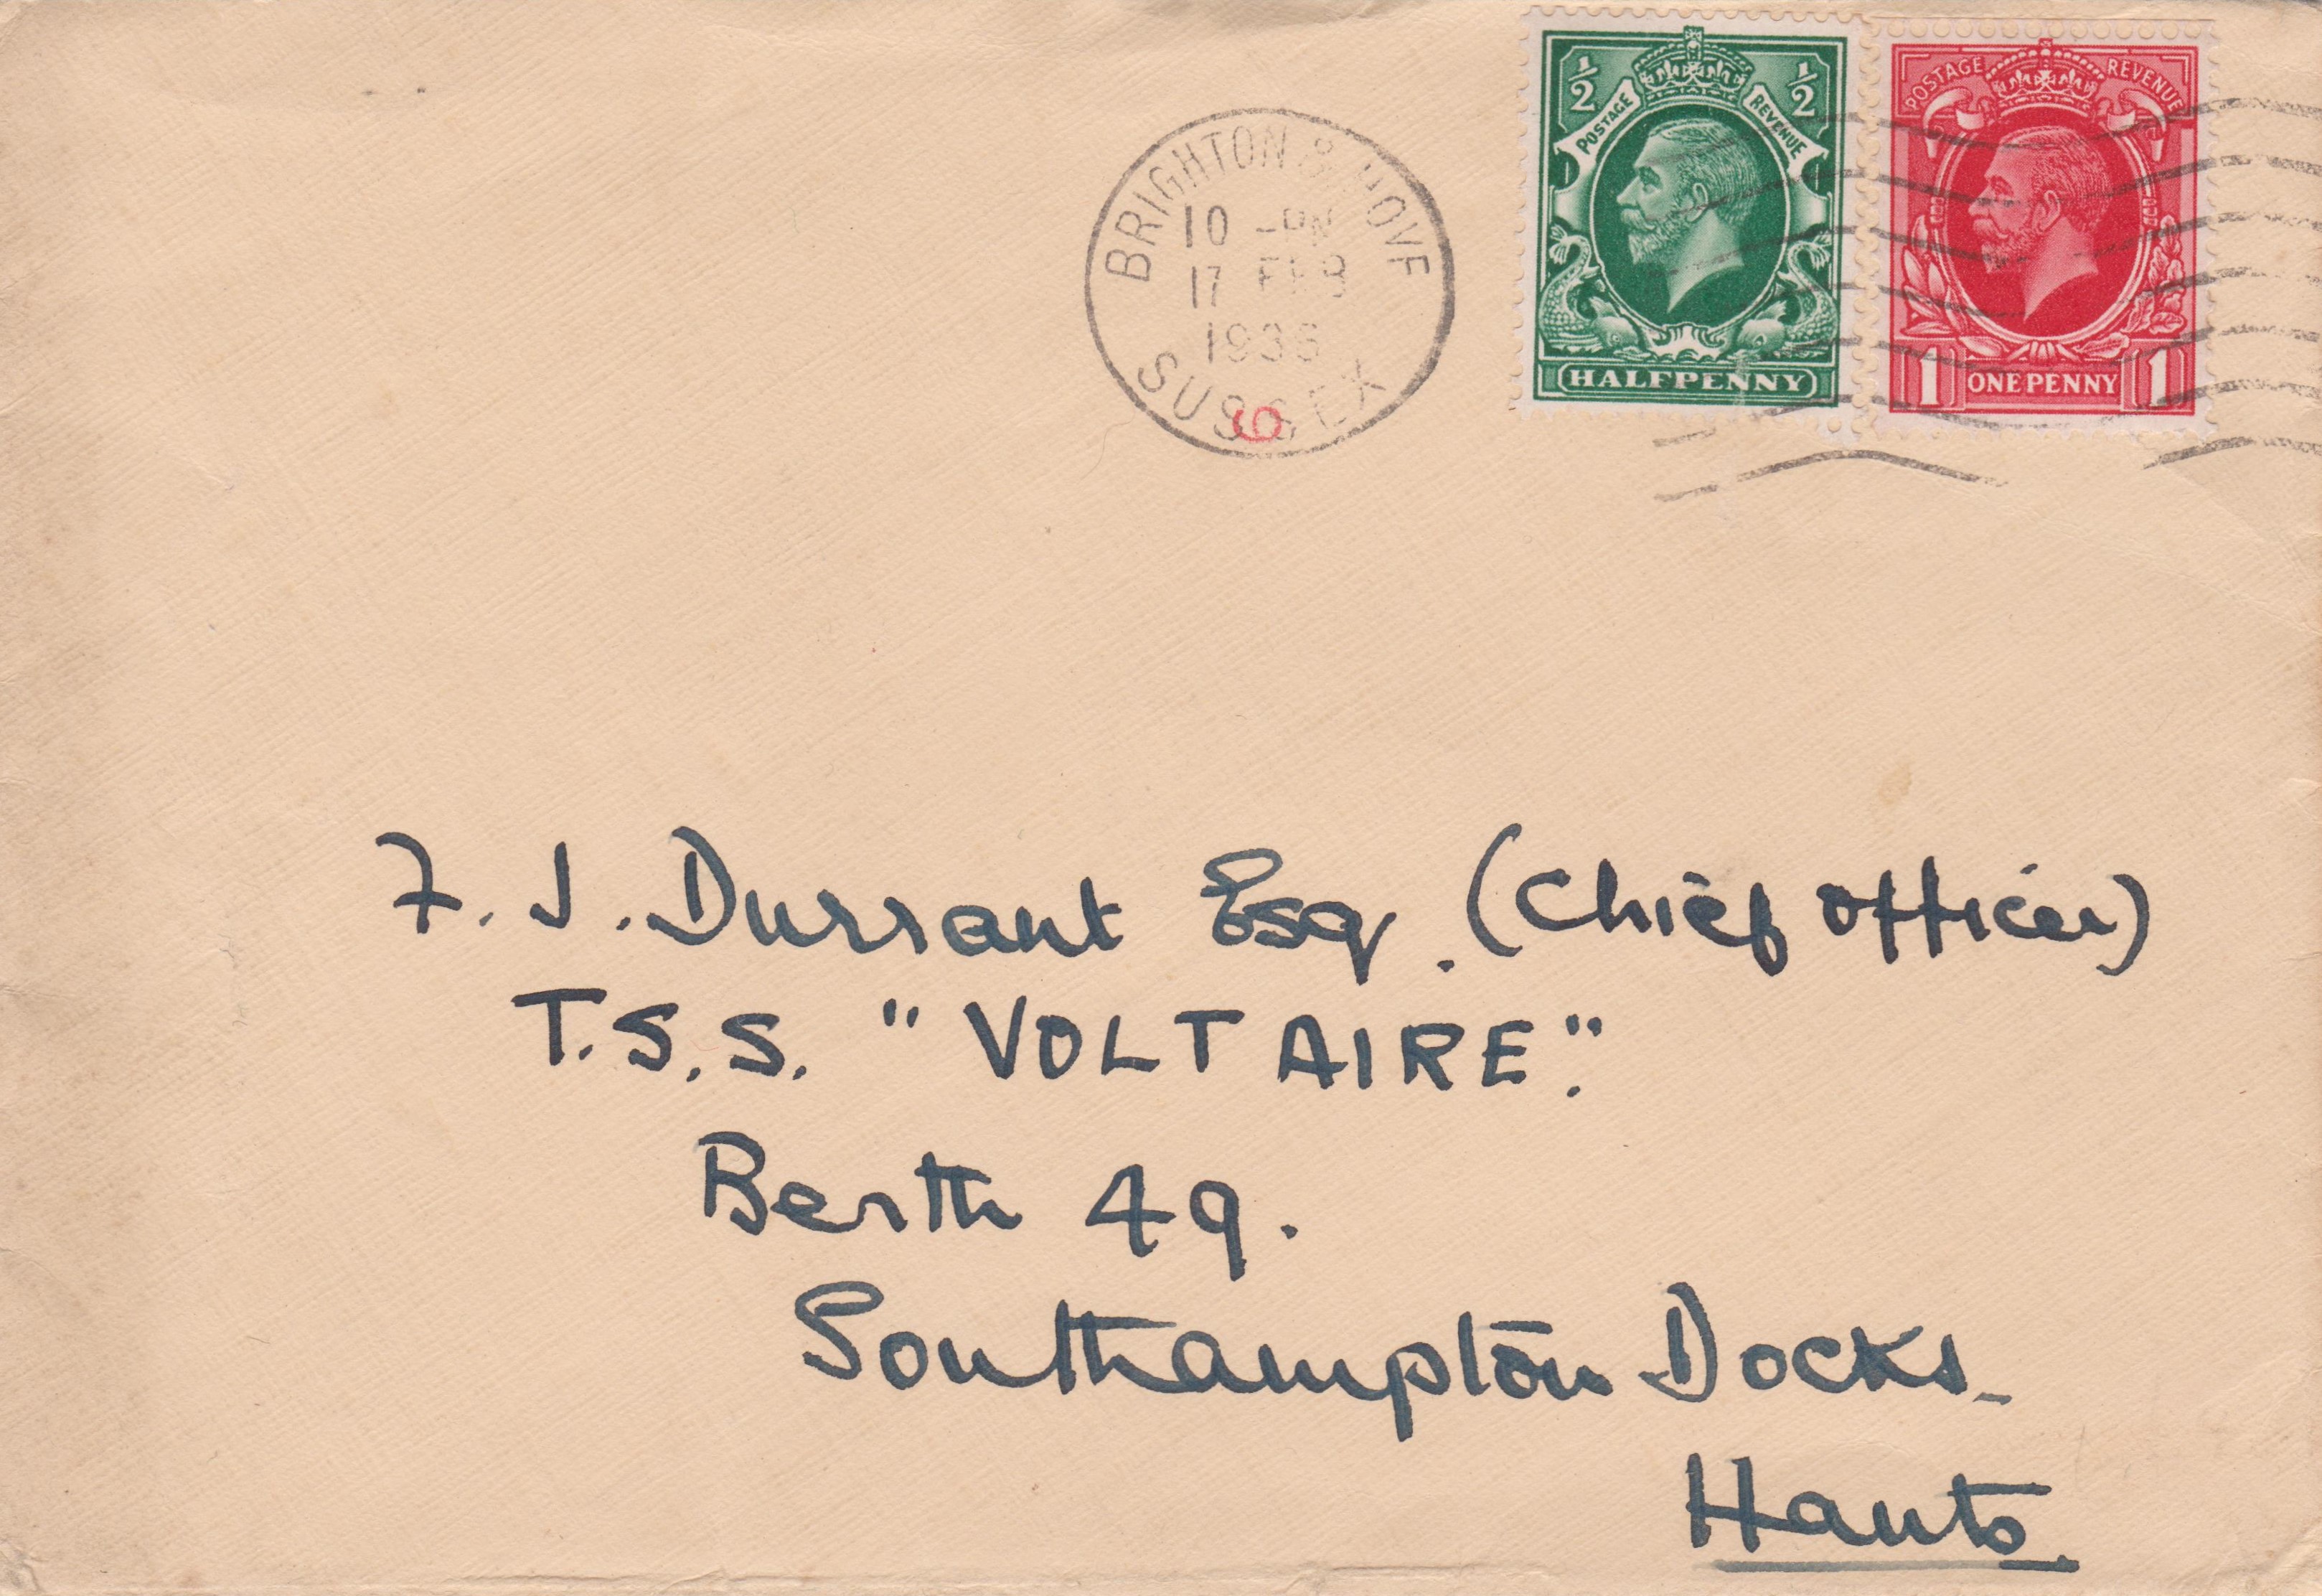 BRIGHTON & HOVE
10 - PM
17 FEB
1936
SUSSEX
6
½ ½
POSTAGE REVENUE
HALFPENNY
POSTAGE REVENUE
1 ONE PENNY 1
F. J. Durrant Esq. (Chief Officer)
T.S.S. "VOLTAIRE".
Berth 49.
Southampton Docks.
Hants